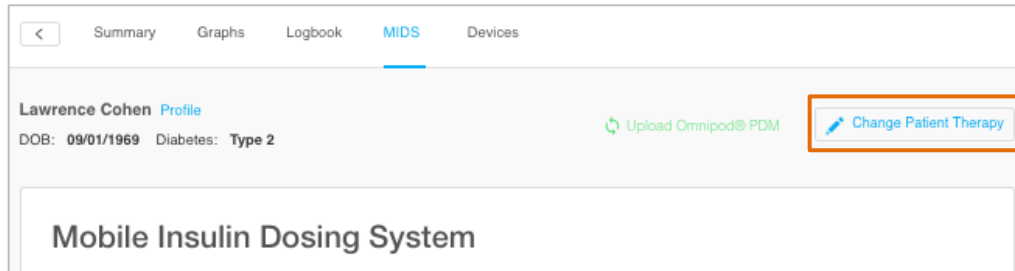 Summary Graphs Logbook MIDS Devices
Lawrence Cohen Profile
DOB: 09/01/1969 Diabetes: Type 2
Upload Omnipod® PDM
Change Patient Therapy
Mobile Insulin Dosing System